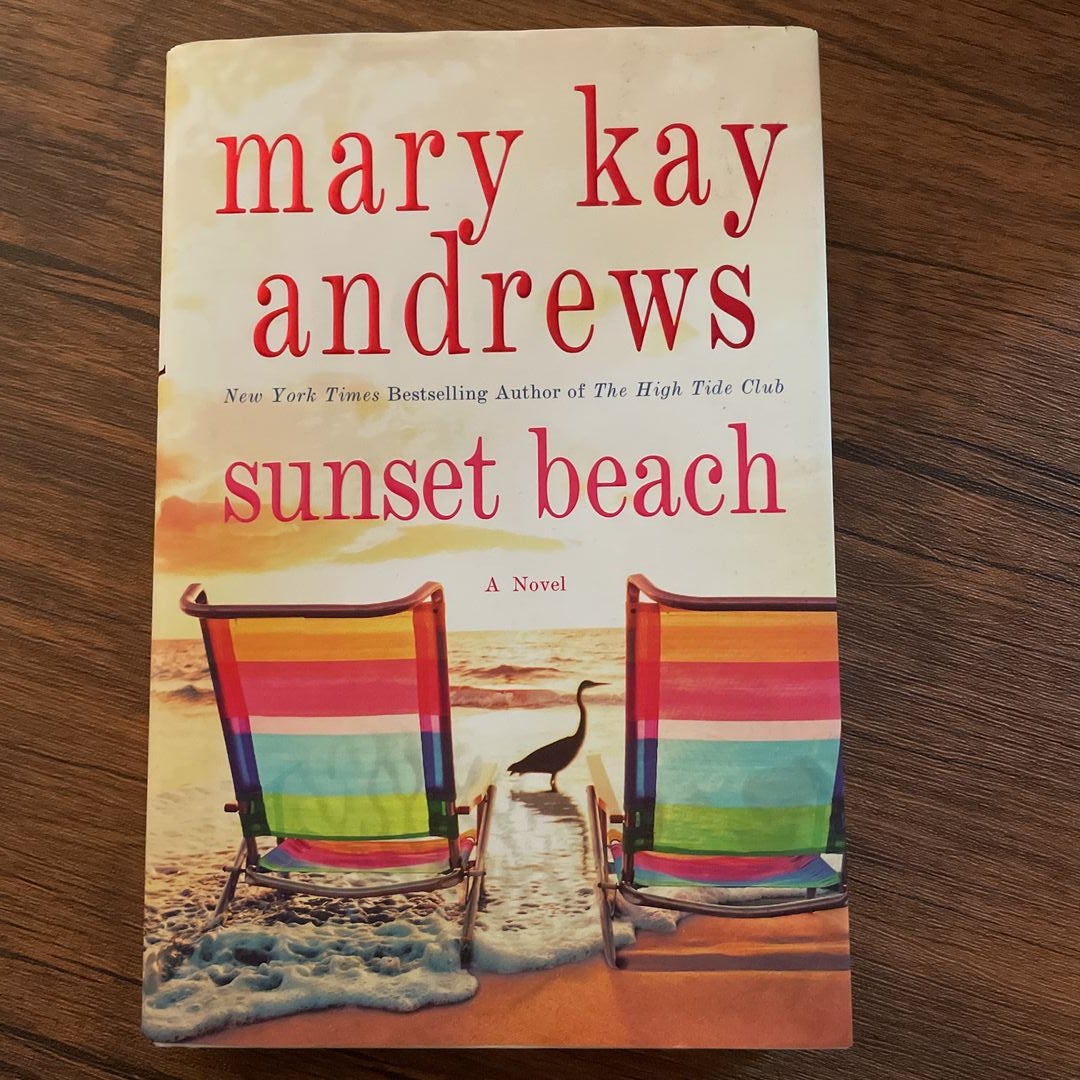 mary kay
andrews
New York Times Bestselling Author of The High Tide Club
sunset beach
A Novel